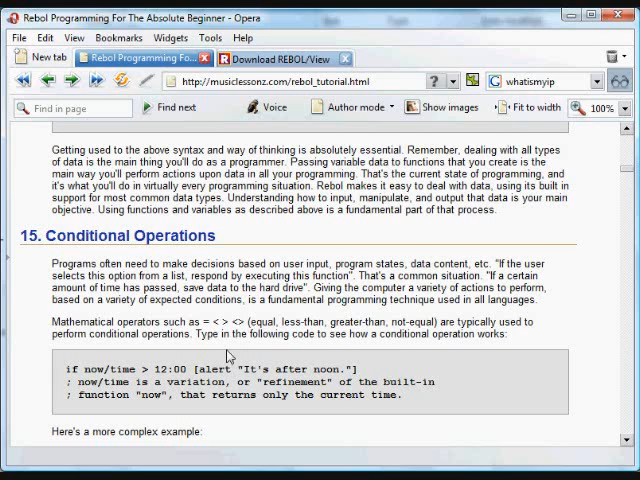 Rebol Programming For The Absolute Beginner - Opera
File Edit View Bookmarks Widgets Tools Help
New tab Rebol Programming Fo... Download REBOL/View
http://musiclessonz.com/rebol_tutorial.html ? whatismyip
Find in page Find next Voice Author mode Show images Fit to width 100%
Getting used to the above syntax and way of thinking is absolutely essential. Remember, dealing with all types
of data is the main thing you'll do as a programmer. Passing variable data to functions that you create is the
main way you'll perform actions upon data in all your programming. That's the current state of programming, and
it's what you'll do in virtually every programming situation. Rebol makes it easy to deal with data, using its built in
support for most common data types. Understanding how to input, manipulate, and output that data is your main
objective. Using functions and variables as described above is a fundamental part of that process.
15. Conditional Operations
Programs often need to make decisions based on user input, program states, data content, etc. "If the user
selects this option from a list, respond by executing this function". That's a common situation. "If a certain
amount of time has passed, save data to the hard drive". Giving the computer a variety of actions to perform,
based on a variety of expected conditions, is a fundamental programming technique used in all languages.
Mathematical operators such as = < > <> (equal, less-than, greater-than, not-equal) are typically used to
perform conditional operations. Type in the following code to see how a conditional operation works:
if now/time > 12:00 [alert "It's after noon."]
; now/time is a variation, or "refinement" of the built-in
; function "now", that returns only the current time.
Here's a more complex example: